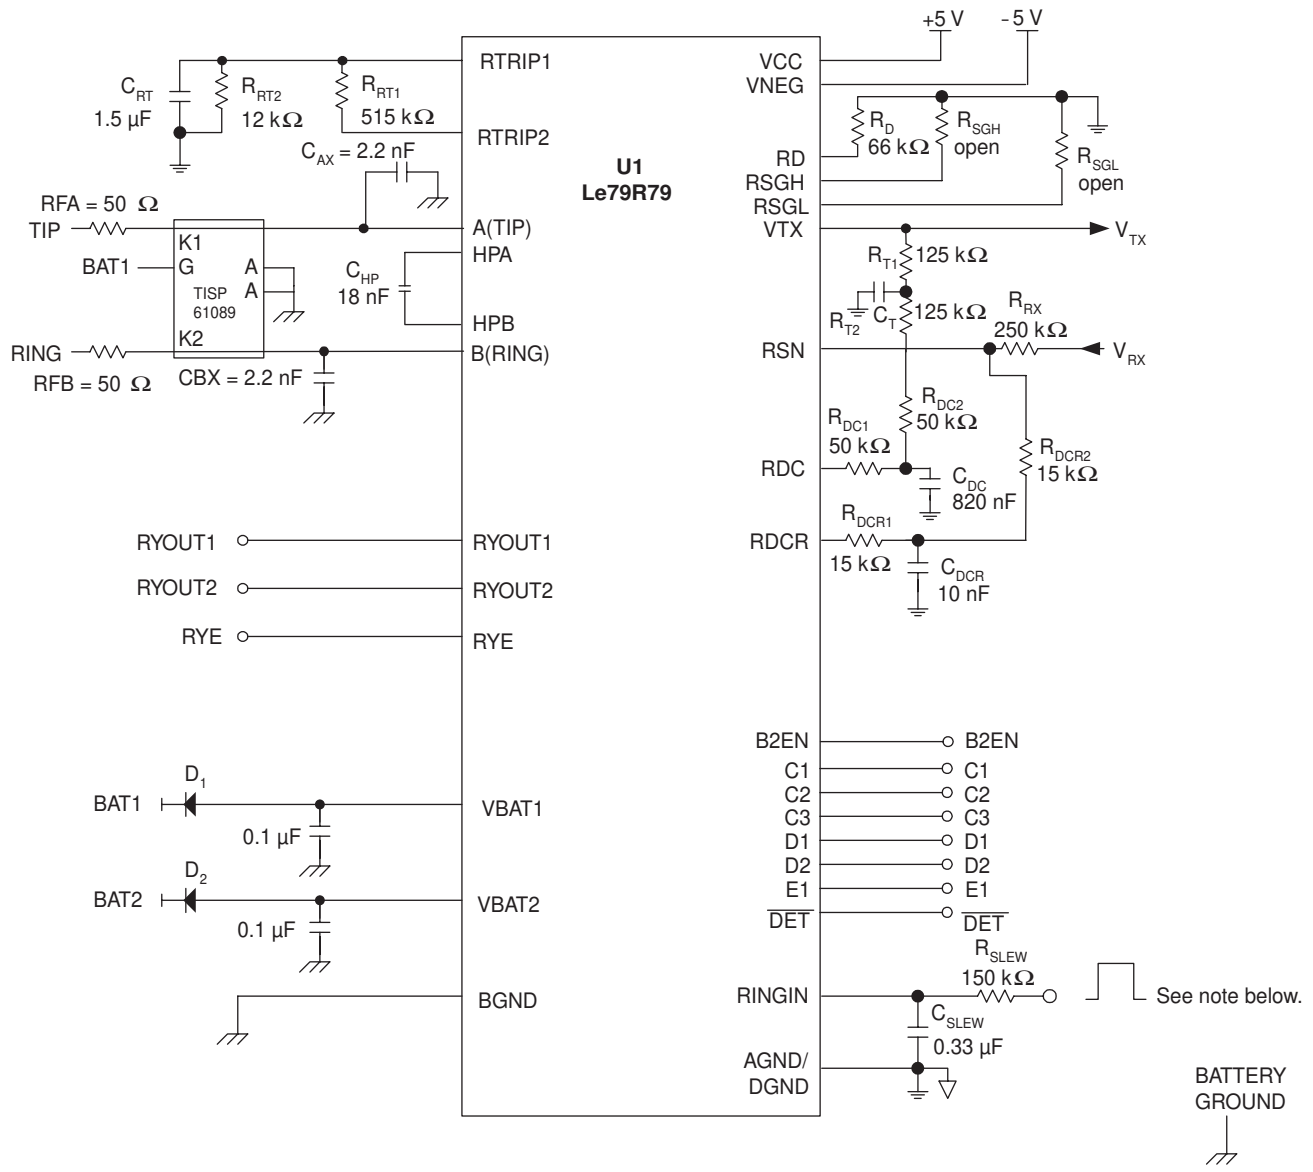 +5 V
-5 V
U1
Le79R79
RTRIP1
C_RT
1.5 µF
R_RT2
12 kΩ
R_RT1
515 kΩ
RTRIP2
C_AX = 2.2 nF
RFA = 50 Ω
TIP
A(TIP)
K1
BAT1
G
A
A
TISP
61089
K2
HPA
C_HP
18 nF
HPB
RING
B(RING)
RFB = 50 Ω
CBX = 2.2 nF
RYOUT1
RYOUT1
RYOUT2
RYOUT2
RYE
RYE
D_1
BAT1
VBAT1
0.1 µF
D_2
BAT2
VBAT2
0.1 µF
BGND
VCC
VNEG
R_D
66 kΩ
R_SGH
open
R_SGL
open
RD
RSGH
RSGL
VTX
V_TX
R_T1
125 kΩ
C_T
R_T2
125 kΩ
R_RX
250 kΩ
RSN
V_RX
R_DC2
50 kΩ
R_DC1
50 kΩ
RDC
C_DC
820 nF
R_DCR2
15 kΩ
R_DCR1
15 kΩ
RDCR
C_DCR
10 nF
B2EN
B2EN
C1
C1
C2
C2
C3
C3
D1
D1
D2
D2
E1
E1
DET
DET
R_SLEW
150 kΩ
RINGIN
See note below.
C_SLEW
0.33 µF
AGND/
DGND
BATTERY
GROUND